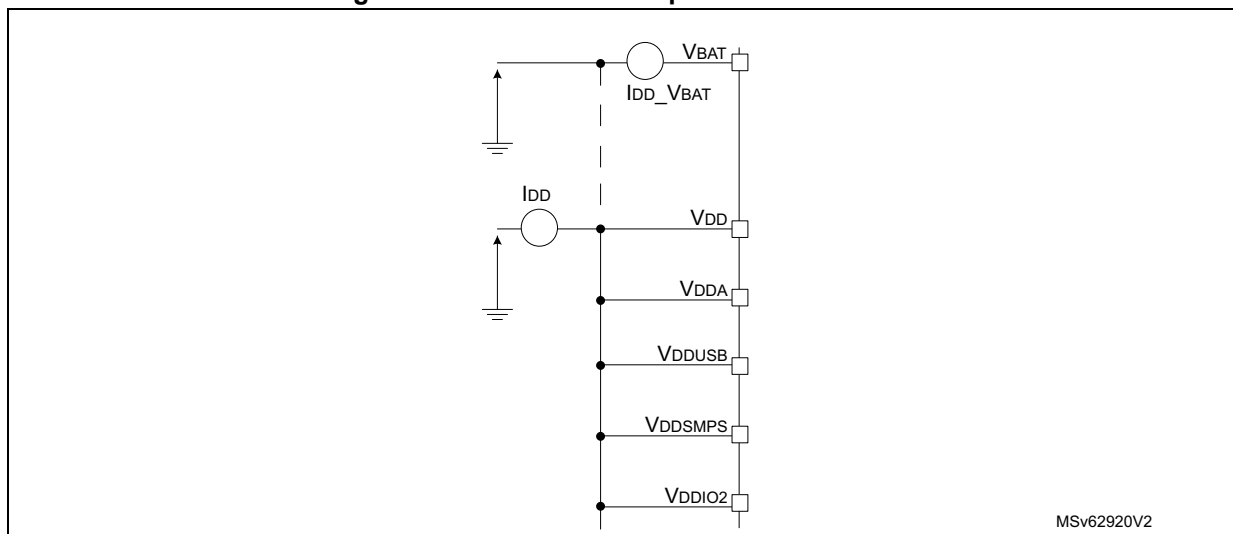 VBAT
IDD_VBAT
IDD
VDD
VDDA
VDDUSB
VDDSMPS
VDDIO2
MSv62920V2